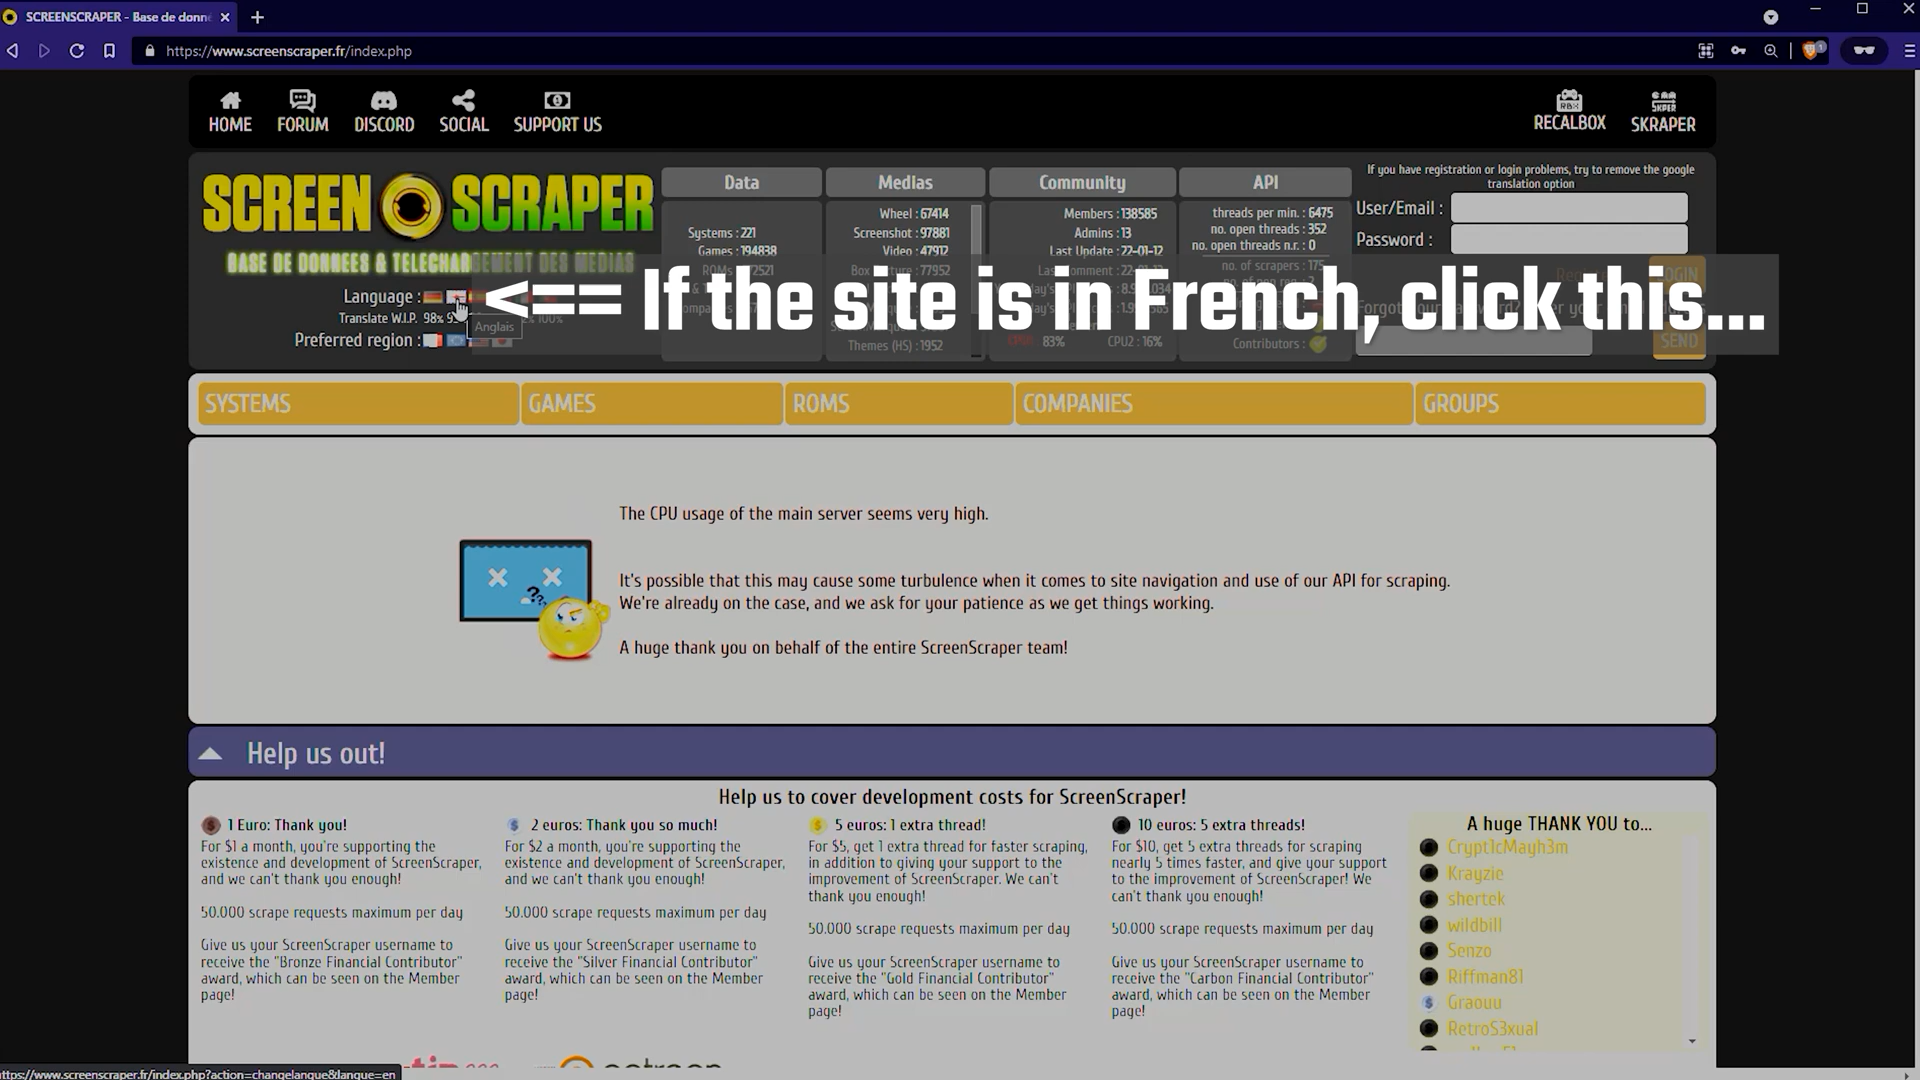 SCREENSCRAPER - Base de donn
https://www.screenscraper.fr/index.php
HOME
FORUM
DISCORD
SOCIAL
SUPPORT US
RECALBOX
SKRAPER
SCREEN SCRAPER
BASE DE DONNEES & TELECHARGEMENT DES MEDIAS
Language :
Translate W.I.P. 98%
Anglais
Preferred region :
Data
Systems : 221
Games : 194838
Medias
Wheel : 67414
Screenshot : 97881
Video : 47912
Themes (HS) : 1952
Community
Members : 138585
Admins : 13
Last Update : 22-01-12
83%
CPU2 : 16%
API
threads per min. : 6475
no. open threads : 352
no. open threads n.r. : 0
no. of scrapers : 175
Contributors :
If you have registration or login problems, try to remove the google
translation option
User/Email :
Password :
LOGIN
SEND
<== If the site is in French, click this...
SYSTEMS
GAMES
ROMS
COMPANIES
GROUPS
The CPU usage of the main server seems very high.
It's possible that this may cause some turbulence when it comes to site navigation and use of our API for scraping.
We're already on the case, and we ask for your patience as we get things working.
A huge thank you on behalf of the entire ScreenScraper team!
Help us out!
Help us to cover development costs for ScreenScraper!
1 Euro: Thank you!
For $1 a month, you're supporting the
existence and development of ScreenScraper,
and we can't thank you enough!
50.000 scrape requests maximum per day
Give us your ScreenScraper username to
receive the "Bronze Financial Contributor"
award, which can be seen on the Member
page!
2 euros: Thank you so much!
For $2 a month, you're supporting the
existence and development of ScreenScraper,
and we can't thank you enough!
50.000 scrape requests maximum per day
Give us your ScreenScraper username to
receive the "Silver Financial Contributor"
award, which can be seen on the Member
page!
5 euros: 1 extra thread!
For $5, get 1 extra thread for faster scraping,
in addition to giving your support to the
improvement of ScreenScraper. We can't
thank you enough!
50.000 scrape requests maximum per day
Give us your ScreenScraper username to
receive the "Gold Financial Contributor"
award, which can be seen on the Member
page!
10 euros: 5 extra threads!
For $10, get 5 extra threads for scraping
nearly 5 times faster, and give your support
to the improvement of ScreenScraper! We
can't thank you enough!
50.000 scrape requests maximum per day
Give us your ScreenScraper username to
receive the "Carbon Financial Contributor"
award, which can be seen on the Member
page!
A huge THANK YOU to...
Crypt1cMayh3m
Krayzie
shertek
wildbill
Senzo
Riffman81
Graouu
RetroS3xual
https://www.screenscraper.fr/index.php?action=changelangue&langue=en